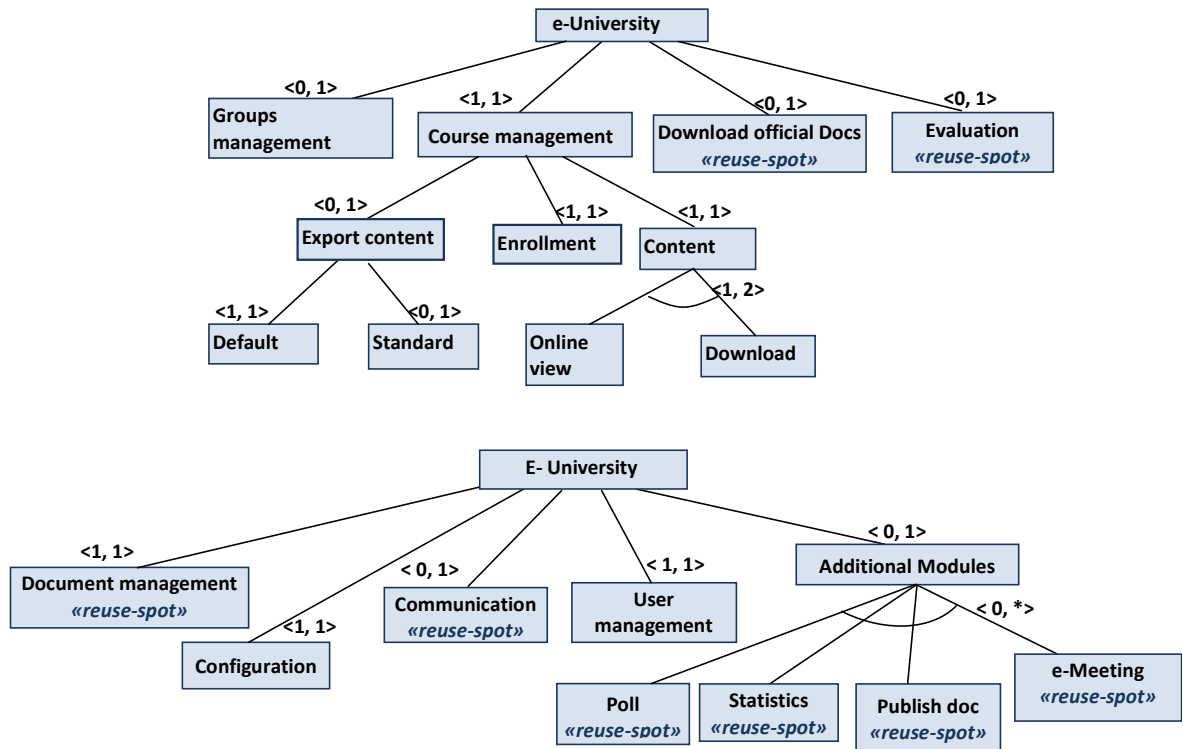 e-University
<0, 1>
<1, 1>
<0, 1>
<0, 1>
Groups
management
Course management
Download official Docs
«reuse-spot»
Evaluation
«reuse-spot»
<0, 1>
<1, 1>
<1, 1>
Export content
Enrollment
Content
<1, 1>
<0, 1>
<1, 2>
Default
Standard
Online
view
Download
E- University
<1, 1>
< 0, 1>
< 1, 1>
< 0, 1>
Document management
«reuse-spot»
Communication
«reuse-spot»
User
management
Additional Modules
<1, 1>
Configuration
< 0, *>
Poll
«reuse-spot»
Statistics
«reuse-spot»
Publish doc
«reuse-spot»
e-Meeting
«reuse-spot»